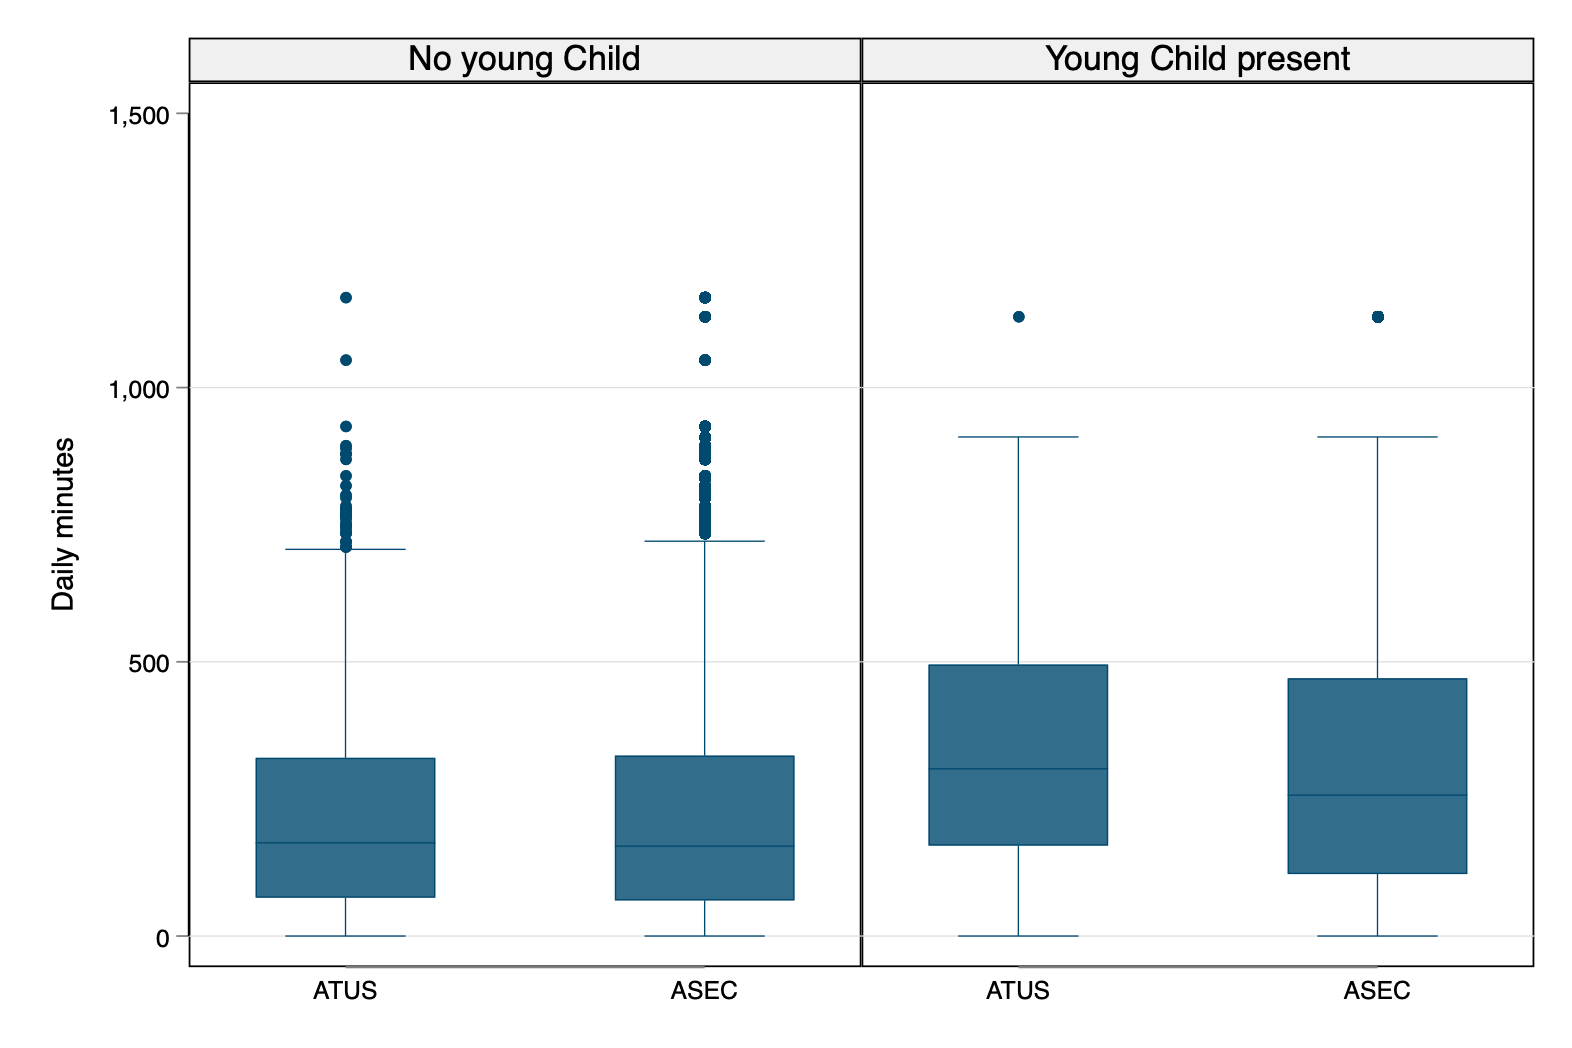 No young Child
Young Child present
1,500
1,000
500
0
Daily minutes
ATUS
ASEC
ATUS
ASEC